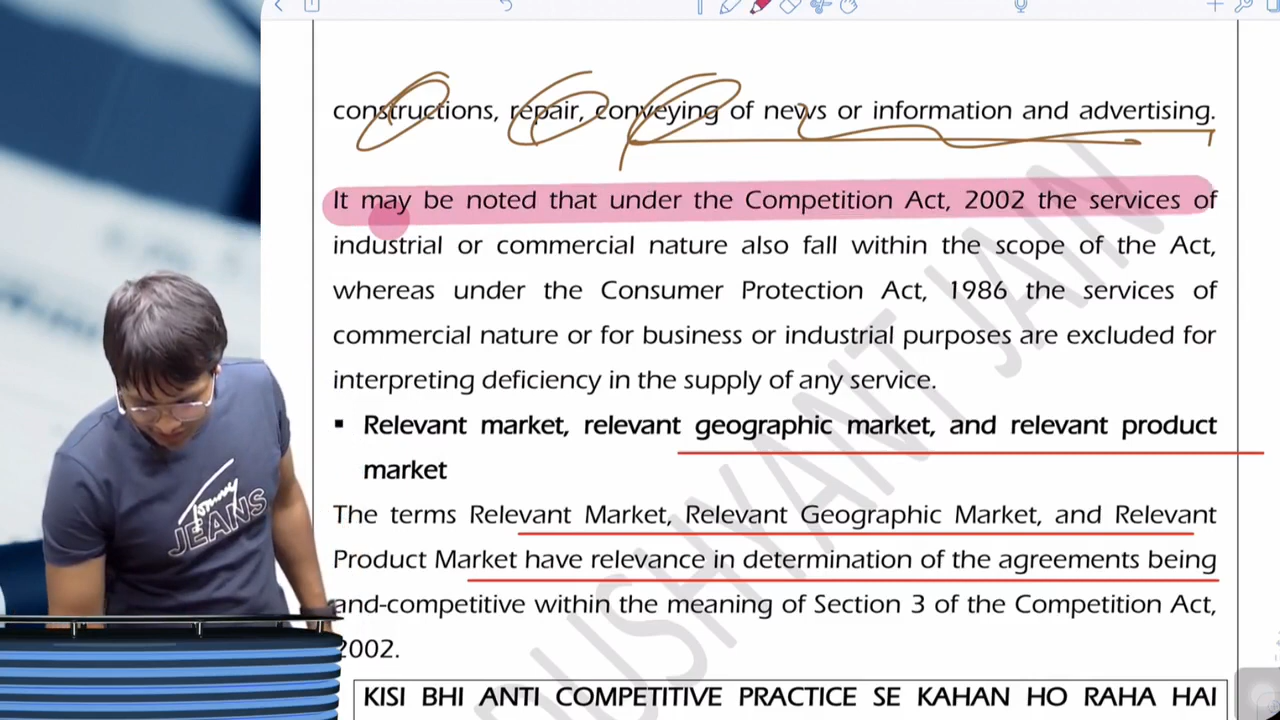 constructions, repair, conveying of news or information and advertising.
It may be noted that under the Competition Act, 2002 the services of
industrial or commercial nature also fall within the scope of the Act,
whereas under the Consumer Protection Act, 1986 the services of
commercial nature or for business or industrial purposes are excluded for
interpreting deficiency in the supply of any service.
▪ Relevant market, relevant geographic market, and relevant product
market
The terms Relevant Market, Relevant Geographic Market, and Relevant
Product Market have relevance in determination of the agreements being
and-competitive within the meaning of Section 3 of the Competition Act,
2002.
KISI BHI ANTI COMPETITIVE PRACTICE SE KAHAN HO RAHA HAI
DUSHYANT JAIN
Tommy
JEANS